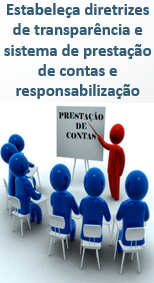 Estabeleça diretrizes
de transparência e
sistema de prestação
de contas e
responsabilização
PRESTAÇÃO
DE
CONTAS